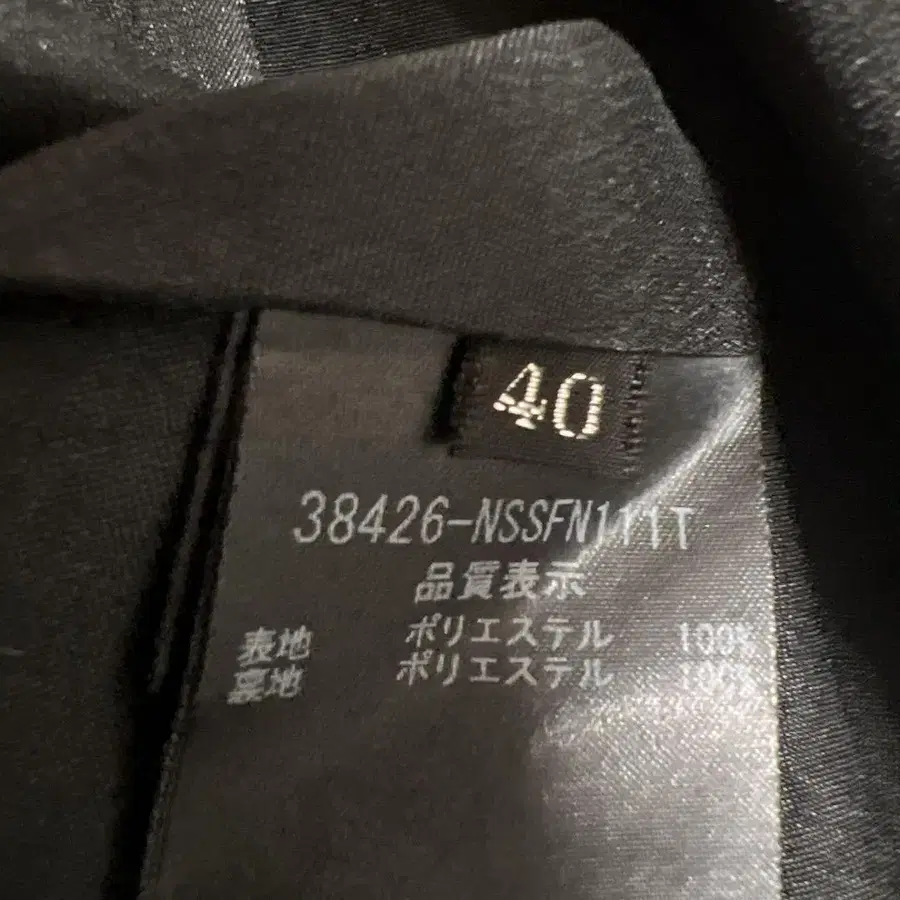 40
38426-NSSFN111T
品質表示
表地 ポリエステル 100%
裏地 ポリエステル 100%